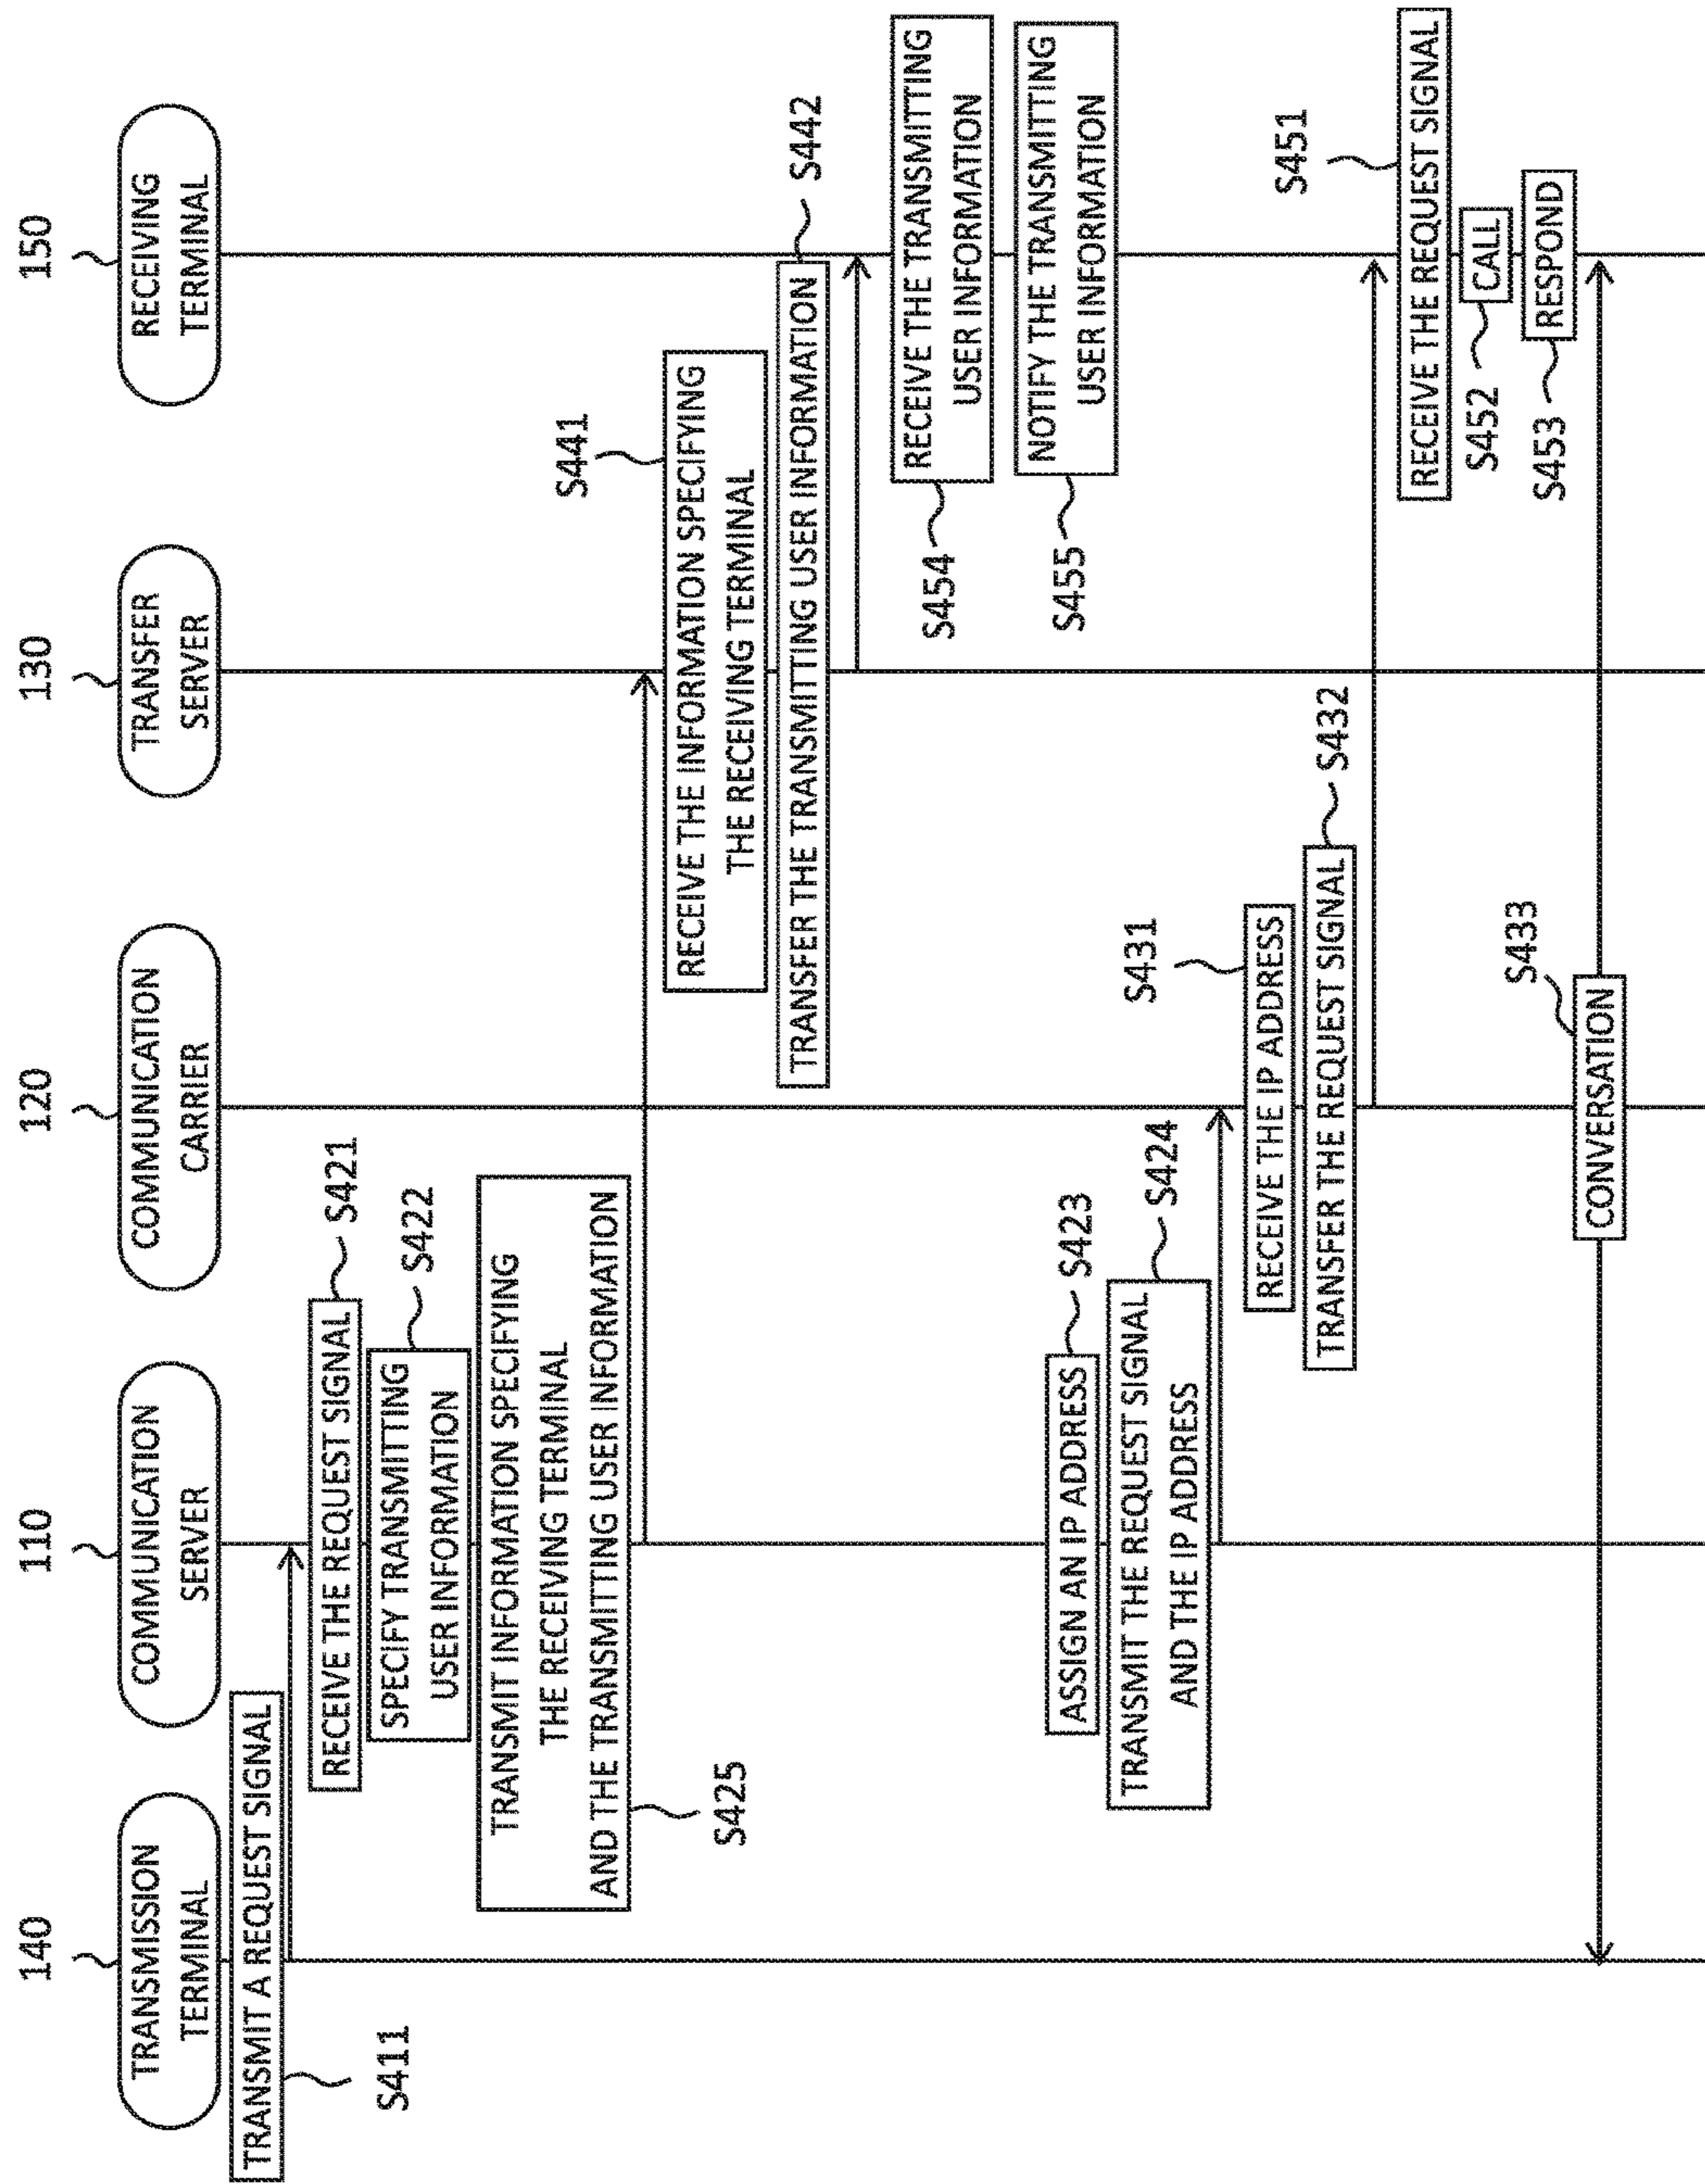 140
110
120
130
150
TRANSMISSION
TERMINAL
COMMUNICATION
SERVER
COMMUNICATION
CARRIER
TRANSFER
SERVER
RECEIVING
TERMINAL
TRANSMIT A REQUEST SIGNAL
S411
RECEIVE THE REQUEST SIGNAL
S421
SPECIFY TRANSMITTING
USER INFORMATION
S422
TRANSMIT INFORMATION SPECIFYING
THE RECEIVING TERMINAL
AND THE TRANSMITTING USER INFORMATION
S425
S441
RECEIVE THE INFORMATION SPECIFYING
THE RECEIVING TERMINAL
TRANSFER THE TRANSMITTING USER INFORMATION
S442
RECEIVE THE TRANSMITTING
USER INFORMATION
S454
NOTIFY THE TRANSMITTING
USER INFORMATION
S455
ASSIGN AN IP ADDRESS
S423
TRANSMIT THE REQUEST SIGNAL
AND THE IP ADDRESS
S424
S431
RECEIVE THE IP ADDRESS
TRANSFER THE REQUEST SIGNAL
S432
S451
RECEIVE THE REQUEST SIGNAL
CALL
S452
RESPOND
S453
S433
CONVERSATION